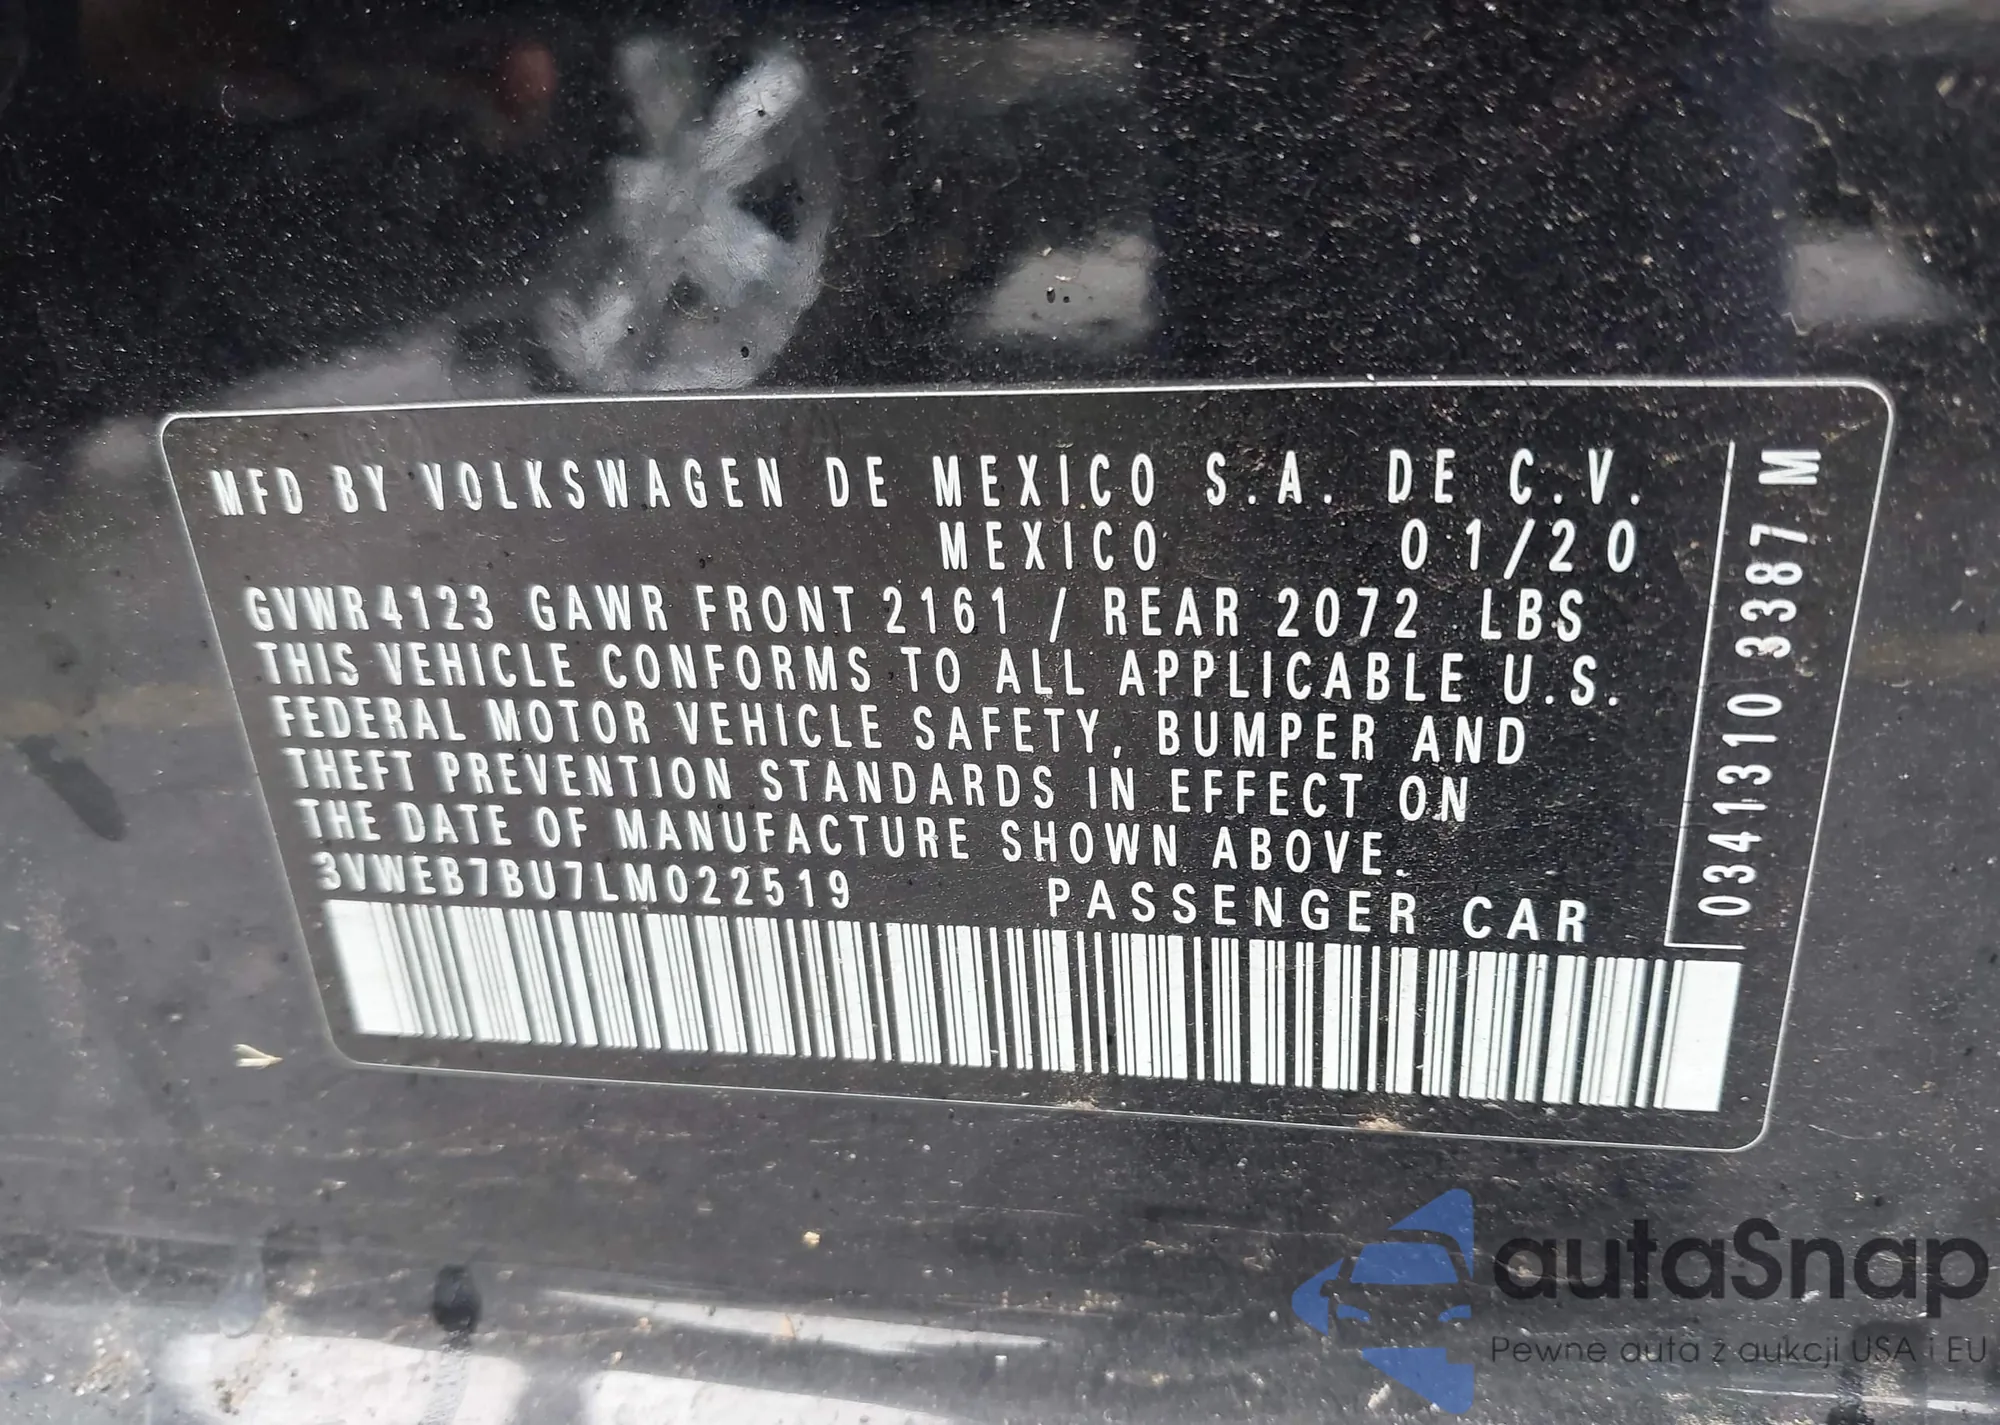 MFD BY VOLKSWAGEN DE MEXICO S.A. DE C.V.
MEXICO 01/20
GVWR4123 GAWR FRONT 2161 / REAR 2072 LBS
THIS VEHICLE CONFORMS TO ALL APPLICABLE U.S.
FEDERAL MOTOR VEHICLE SAFETY, BUMPER AND
THEFT PREVENTION STANDARDS IN EFFECT ON
THE DATE OF MANUFACTURE SHOWN ABOVE.
3VWEB7BU7LM022519 PASSENGER CAR
0341310 3387 M
autaSnap
Pewne auta z aukcji USA i EU